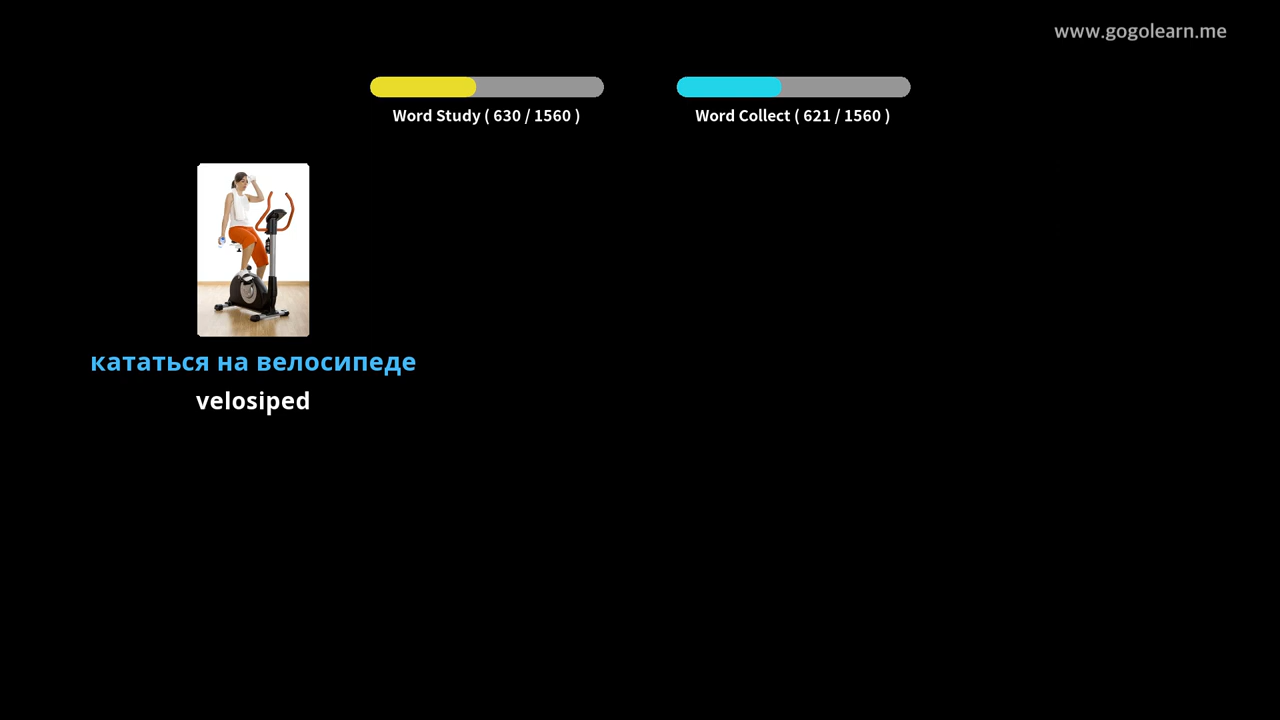 www.gogolearn.me
Word Study ( 630 / 1560 )
Word Collect ( 621 / 1560 )
кататься на велосипеде
velosiped